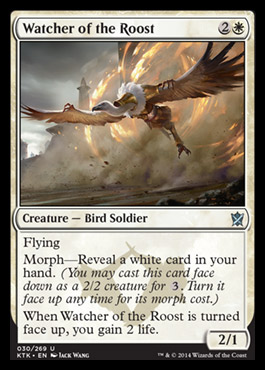 Watcher of the Roost 2
Creature — Bird Soldier
Flying
Morph—Reveal a white card in your
hand. (You may cast this card face
down as a 2/2 creature for 3. Turn it
face up any time for its morph cost.)
When Watcher of the Roost is turned
face up, you gain 2 life.
2/1
030/269 U
KTK • EN Jack Wang
™ & © 2014 Wizards of the Coast